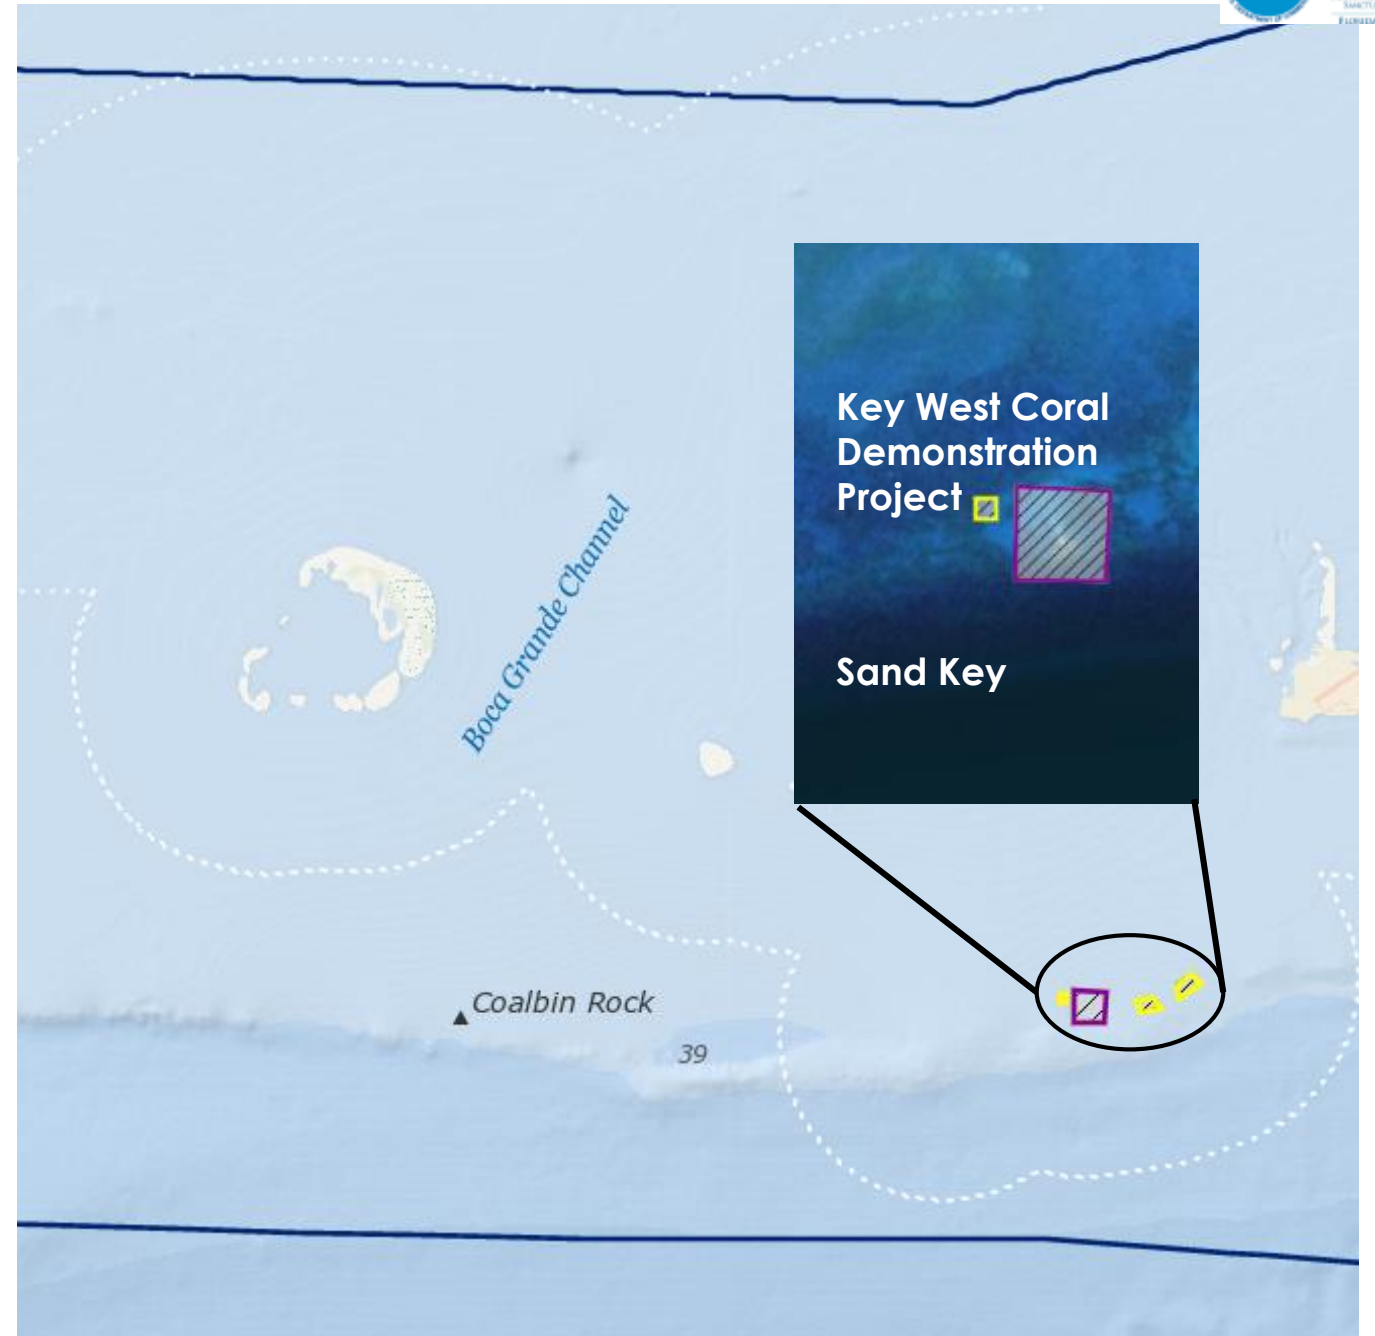 Key West Coral
Demonstration
Project
Boca Grande Channel
Sand Key
Coalbin Rock
39